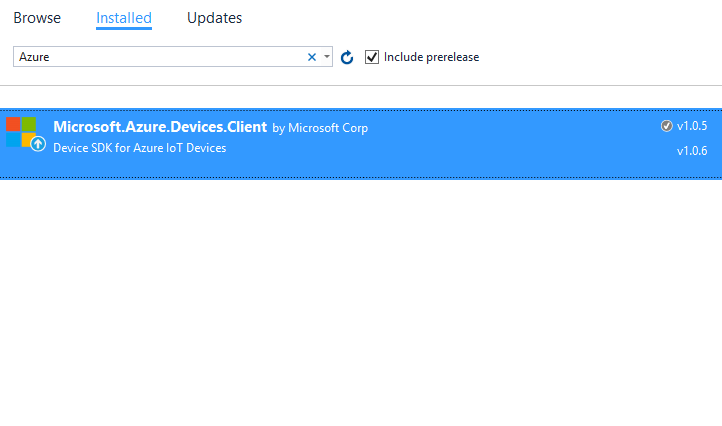 Browse Installed Updates
Azure Include prerelease
Microsoft.Azure.Devices.Client by Microsoft Corp v1.0.5
Device SDK for Azure IoT Devices v1.0.6